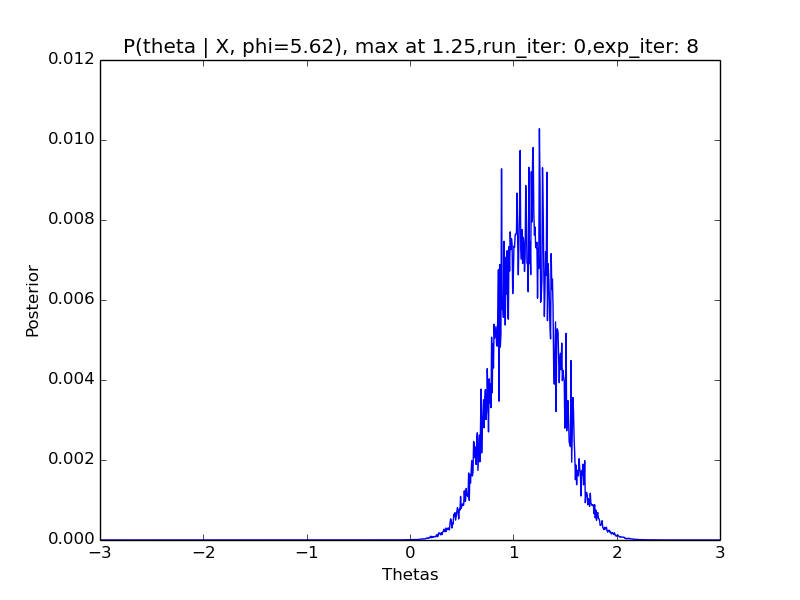 P(theta | X, phi=5.62), max at 1.25,run_iter: 0,exp_iter: 8
0.012
0.010
0.008
0.006
0.004
0.002
0.000
Posterior
−3 −2 −1 0 1 2 3
Thetas